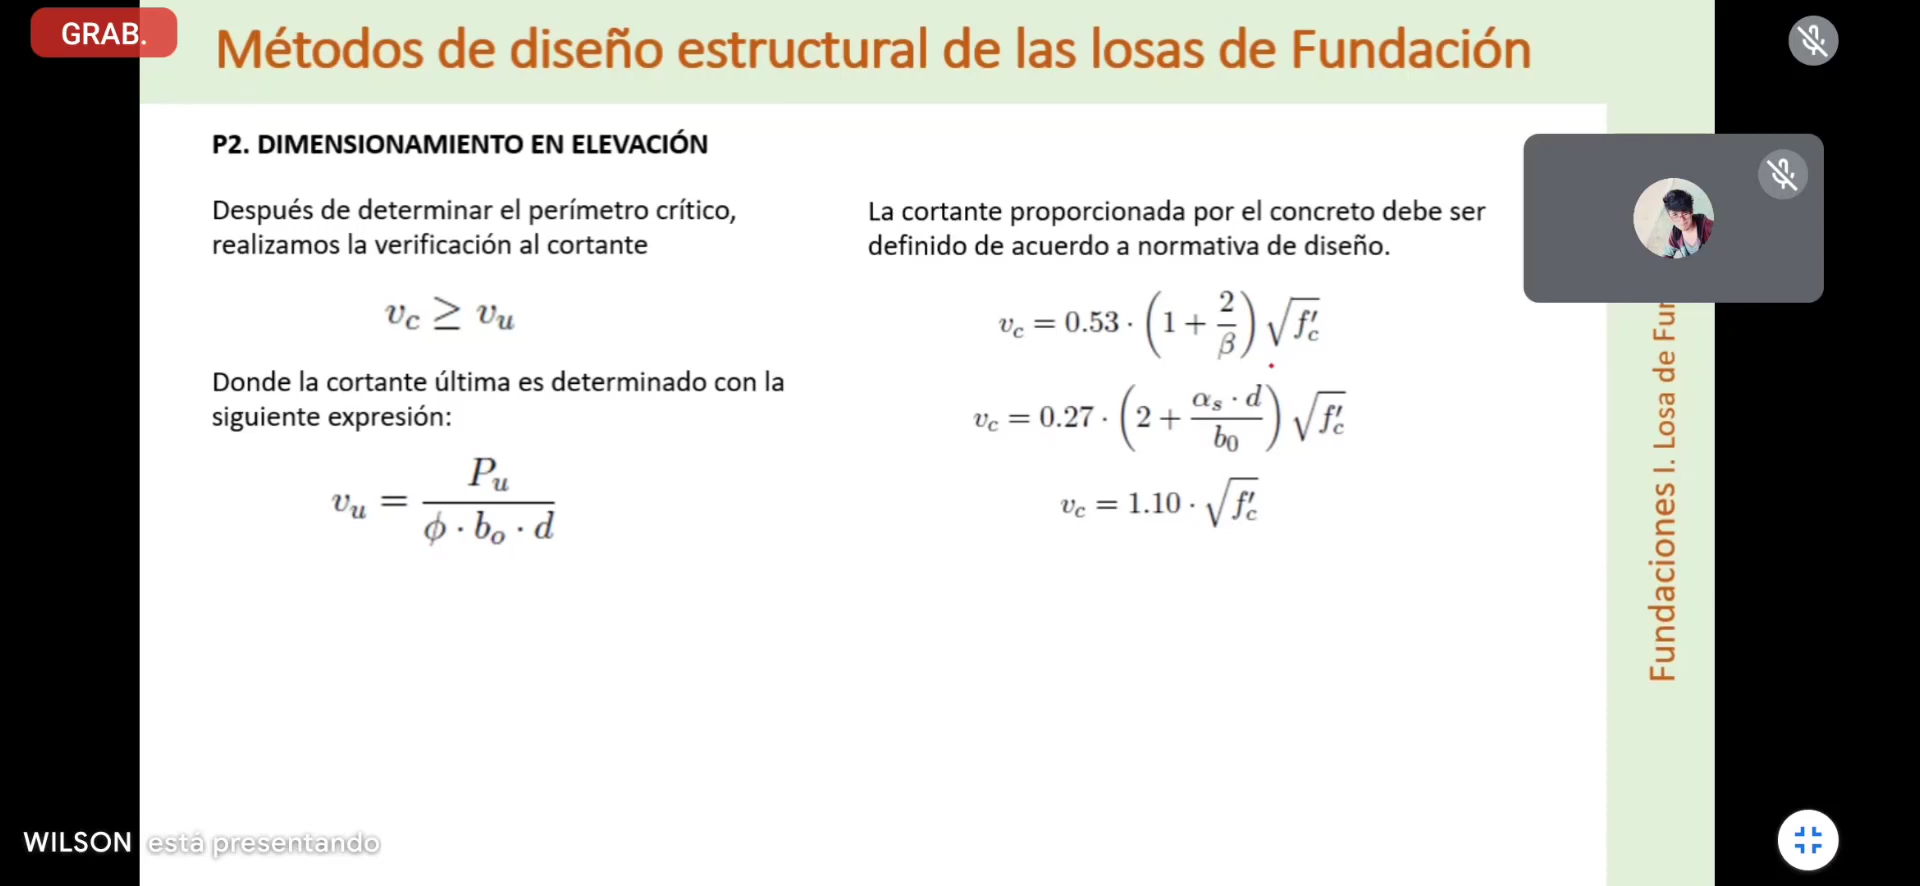 GRAB.
Métodos de diseño estructural de las losas de Fundación
P2. DIMENSIONAMIENTO EN ELEVACIÓN
Después de determinar el perímetro crítico,
realizamos la verificación al cortante
v_c ≥ v_u
Donde la cortante última es determinado con la
siguiente expresión:
v_u = P_u / (ϕ · b_o · d)
La cortante proporcionada por el concreto debe ser
definido de acuerdo a normativa de diseño.
v_c = 0.53 · (1 + 2/β) √f'_c
v_c = 0.27 · (2 + (α_s · d)/b_0) √f'_c
v_c = 1.10 · √f'_c
Fundaciones I. Losa de Fun
WILSON está presentando